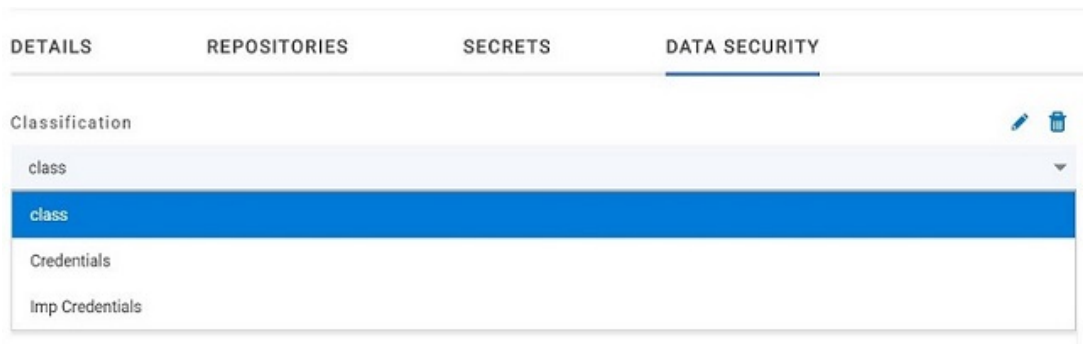 DETAILS REPOSITORIES SECRETS DATA SECURITY
Classification
class
class
Credentials
Imp Credentials